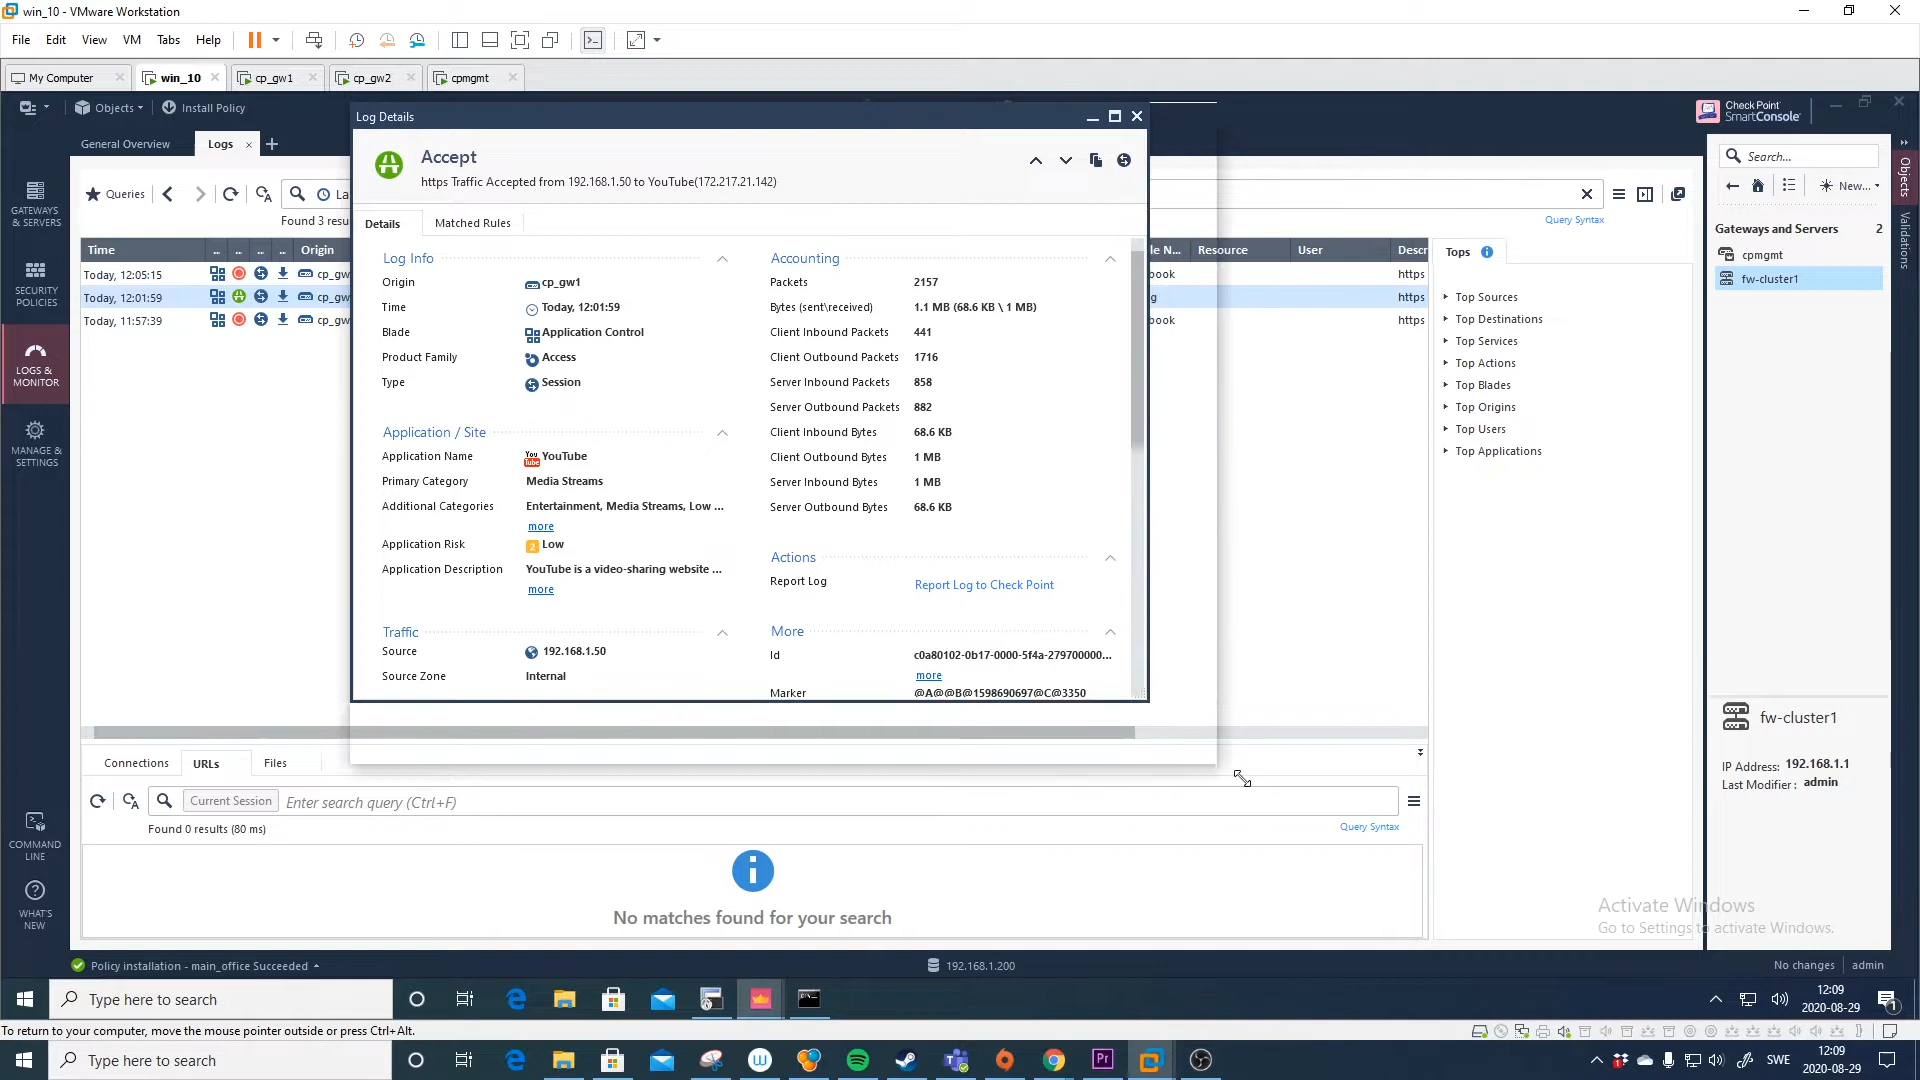 win_10 - VMware Workstation
File Edit View VM Tabs Help
My Computer win_10 cp_gw1 cp_gw2 cpmgmt
Objects Install Policy
Check Point
SmartConsole
General Overview Logs
Log Details
Accept
https Traffic Accepted from 192.168.1.50 to YouTube(172.217.21.142)
Search...
New...
Objects
Validations
GATEWAYS
& SERVERS
SECURITY
POLICIES
LOGS &
MONITOR
MANAGE &
SETTINGS
COMMAND
LINE
WHAT'S
NEW
Queries La
Found 3 resu
Query Syntax
Time .. .. .. .. Origin
Today, 12:05:15 cp_gw
Today, 12:01:59 cp_gw
Today, 11:57:39 cp_gw
Details Matched Rules
Log Info
Origin cp_gw1
Time Today, 12:01:59
Blade Application Control
Product Family Access
Type Session
Application / Site
Application Name YouTube
Primary Category Media Streams
Additional Categories Entertainment, Media Streams, Low ...
more
Application Risk 2 Low
Application Description YouTube is a video-sharing website ...
more
Traffic
Source 192.168.1.50
Source Zone Internal
Accounting
Packets 2157
Bytes (sent\received) 1.1 MB (68.6 KB \ 1 MB)
Client Inbound Packets 441
Client Outbound Packets 1716
Server Inbound Packets 858
Server Outbound Packets 882
Client Inbound Bytes 68.6 KB
Client Outbound Bytes 1 MB
Server Inbound Bytes 1 MB
Server Outbound Bytes 68.6 KB
Actions
Report Log Report Log to Check Point
More
Id c0a80102-0b17-0000-5f4a-279700000...
more
Marker @A@@B@1598690697@C@3350
le N... Resource User Descr
book https
g https
book https
Tops
Top Sources
Top Destinations
Top Services
Top Actions
Top Blades
Top Origins
Top Users
Top Applications
Gateways and Servers 2
cpmgmt
fw-cluster1
fw-cluster1
IP Address: 192.168.1.1
Last Modifier : admin
Connections URLs Files
Current Session Enter search query (Ctrl+F)
Found 0 results (80 ms)
Query Syntax
No matches found for your search
Activate Windows
Go to Settings to activate Windows.
Policy installation - main_office Succeeded
192.168.1.200
No changes admin
Type here to search
12:09
2020-08-29
1
To return to your computer, move the mouse pointer outside or press Ctrl+Alt.
Type here to search
SWE
12:09
2020-08-29